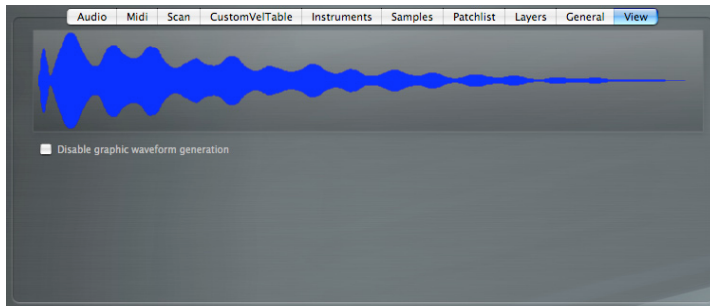 Audio Midi Scan CustomVelTable Instruments Samples Patchlist Layers General View
Disable graphic waveform generation